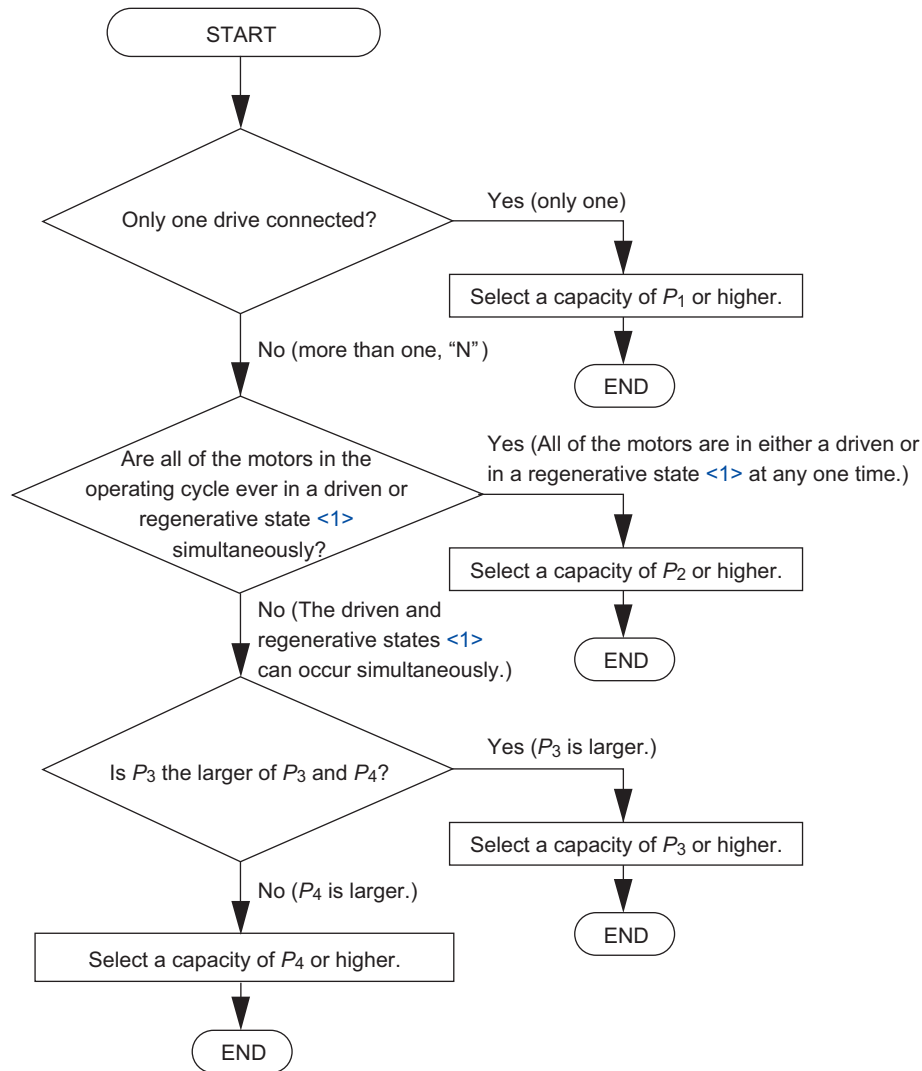 START
Only one drive connected?
Yes (only one)
Select a capacity of P1 or higher.
END
No (more than one, “N”)
Are all of the motors in the
operating cycle ever in a driven or
regenerative state <1>
simultaneously?
Yes (All of the motors are in either a driven or
in a regenerative state <1> at any one time.)
Select a capacity of P2 or higher.
END
No (The driven and
regenerative states <1>
can occur simultaneously.)
Is P3 the larger of P3 and P4?
Yes (P3 is larger.)
Select a capacity of P3 or higher.
END
No (P4 is larger.)
Select a capacity of P4 or higher.
END